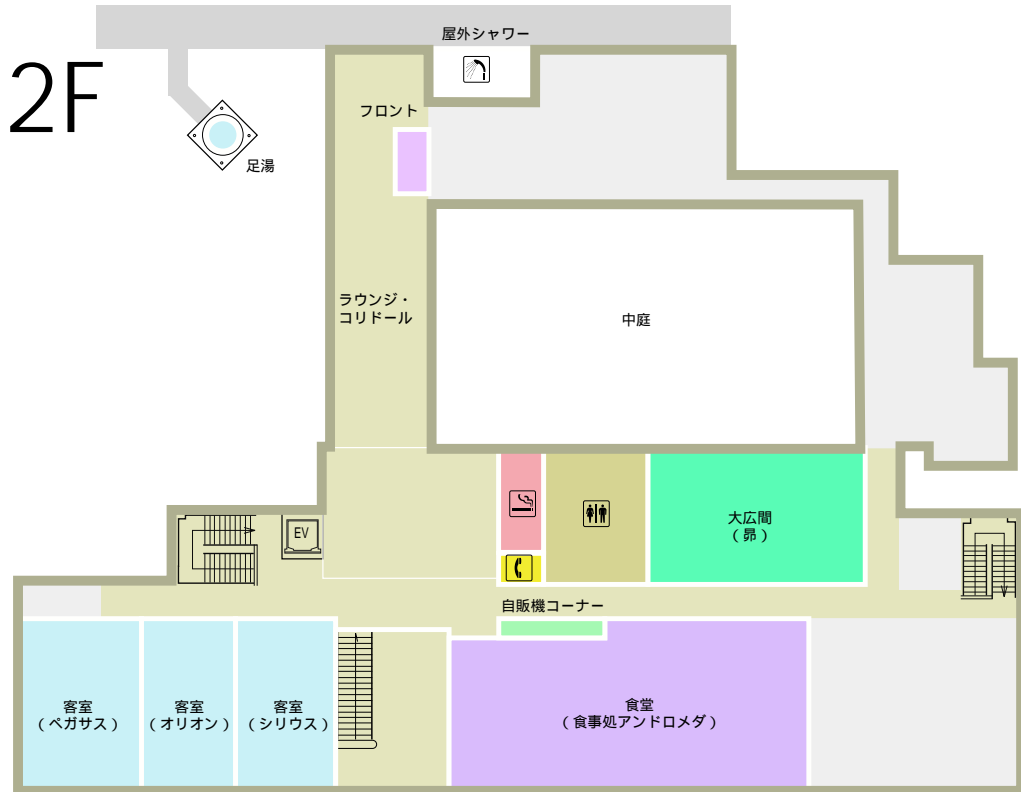 屋外シャワー
2F
フロント
足湯
ラウンジ・
コリドール
中庭
大広間
（昴）
EV
自販機コーナー
客室
（ペガサス）
客室
（オリオン）
客室
（シリウス）
食堂
（食事処アンドロメダ）